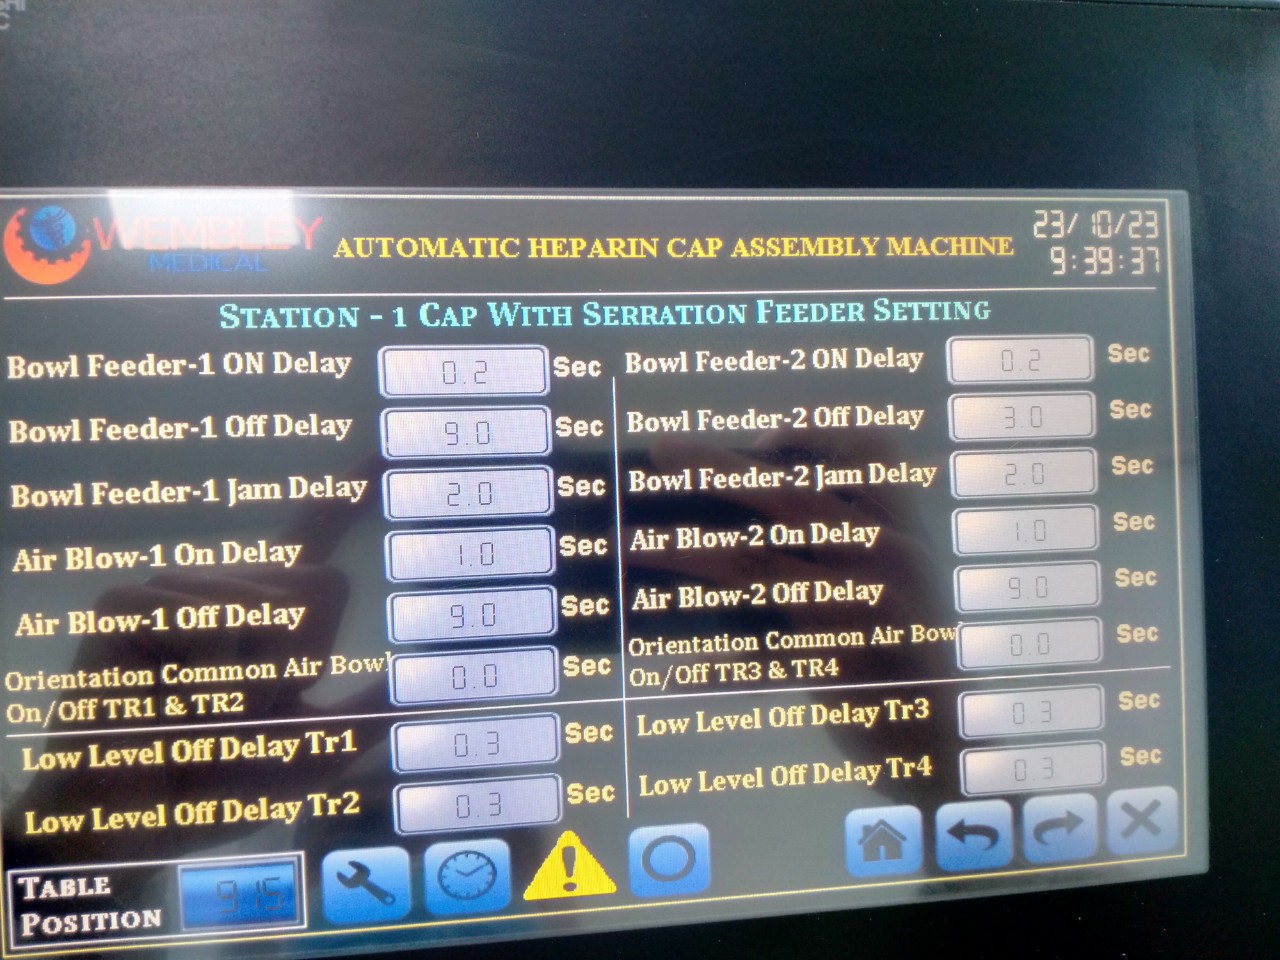 SHI
C
WEMBLEY
MEDICAL
AUTOMATIC HEPARIN CAP ASSEMBLY MACHINE
23/10/23
9:39:37
STATION - 1 CAP WITH SERRATION FEEDER SETTING
Bowl Feeder-1 ON Delay 0.2 Sec
Bowl Feeder-1 Off Delay 9.0 Sec
Bowl Feeder-1 Jam Delay 2.0 Sec
Air Blow-1 On Delay 1.0 Sec
Air Blow-1 Off Delay 9.0 Sec
Orientation Common Air Bowl
On/Off TR1 & TR2 0.0 Sec
Low Level Off Delay Tr1 0.3 Sec
Low Level Off Delay Tr2 0.3 Sec
Bowl Feeder-2 ON Delay 0.2 Sec
Bowl Feeder-2 Off Delay 3.0 Sec
Bowl Feeder-2 Jam Delay 2.0 Sec
Air Blow-2 On Delay 1.0 Sec
Air Blow-2 Off Delay 9.0 Sec
Orientation Common Air Bowl
On/Off TR3 & TR4 0.0 Sec
Low Level Off Delay Tr3 0.3 Sec
Low Level Off Delay Tr4 0.3 Sec
TABLE
POSITION
915